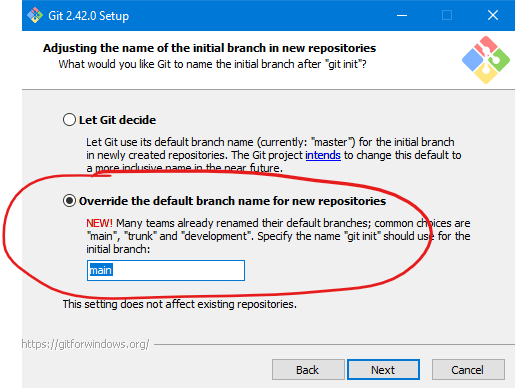 Git 2.42.0 Setup
Adjusting the name of the initial branch in new repositories
What would you like Git to name the initial branch after "git init"?
Let Git decide
Let Git use its default branch name (currently: "master") for the initial branch
in newly created repositories. The Git project intends to change this default to
a more inclusive name in the near future.
Override the default branch name for new repositories
NEW! Many teams already renamed their default branches; common choices are
"main", "trunk" and "development". Specify the name "git init" should use for the
initial branch:
main
This setting does not affect existing repositories.
https://gitforwindows.org/
Back Next Cancel